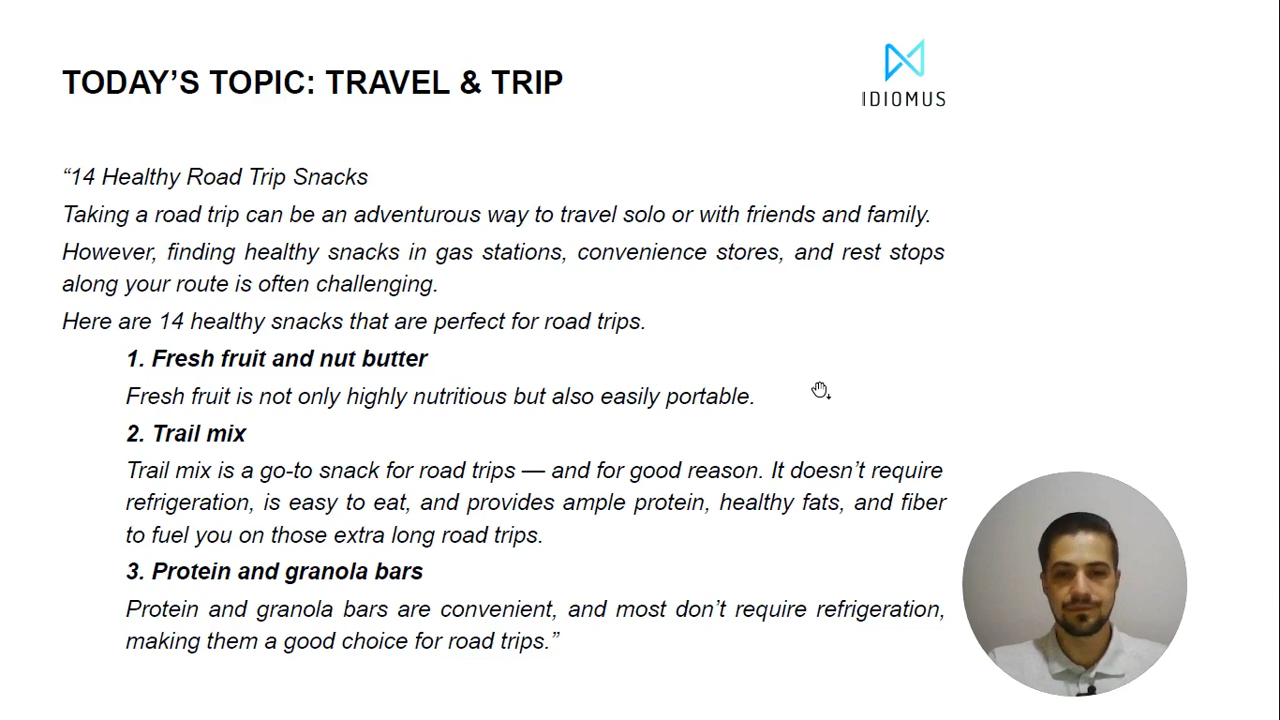 TODAY’S TOPIC: TRAVEL & TRIP
IDIOMUS
“14 Healthy Road Trip Snacks
Taking a road trip can be an adventurous way to travel solo or with friends and family.
However, finding healthy snacks in gas stations, convenience stores, and rest stops
along your route is often challenging.
Here are 14 healthy snacks that are perfect for road trips.
1. Fresh fruit and nut butter
Fresh fruit is not only highly nutritious but also easily portable.
2. Trail mix
Trail mix is a go-to snack for road trips — and for good reason. It doesn’t require
refrigeration, is easy to eat, and provides ample protein, healthy fats, and fiber
to fuel you on those extra long road trips.
3. Protein and granola bars
Protein and granola bars are convenient, and most don’t require refrigeration,
making them a good choice for road trips.”